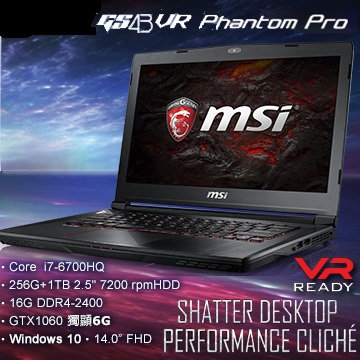 GS43VR Phantom Pro
msi
msi
• Core i7-6700HQ
• 256G+1TB 2.5" 7200 rpmHDD
• 16G DDR4-2400
• GTX1060 獨顯6G
• Windows 10 • 14.0" FHD
VR
READY
SHATTER DESKTOP
PERFORMANCE CLICHÉ